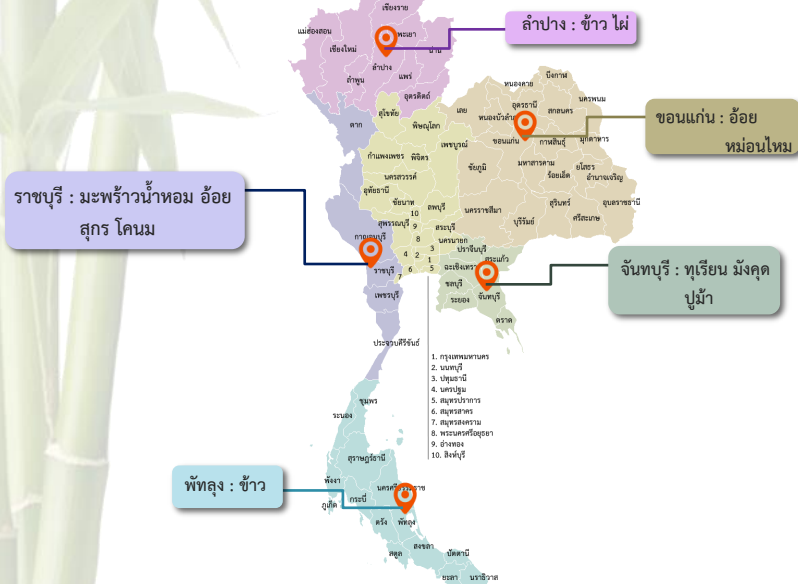 เชียงราย
ลำปาง : ข้าว ไผ่
แม่ฮ่องสอน
พะเยา
เชียงใหม่
น่าน
ลำปาง
ลำพูน
แพร่
อุตรดิตถ์
บึงกาฬ
หนองคาย
นครพนม
เลย
อุดรธานี
สกลนคร
สุโขทัย
ตาก
พิษณุโลก
ขอนแก่น : อ้อย
หม่อนไหม
มุกดาหาร
เพชรบูรณ์
ขอนแก่น
กาฬสินธุ์
กำแพงเพชร
พิจิตร
ชัยภูมิ
มหาสารคาม
ยโสธร
ร้อยเอ็ด
อำนาจเจริญ
นครสวรรค์
อุทัยธานี
ราชบุรี : มะพร้าวน้ำหอม อ้อย
สุกร โคนม
ชัยนาท
ลพบุรี
นครราชสีมา
สุรินทร์
อุบลราชธานี
10
บุรีรัมย์
ศรีสะเกษ
สุพรรณบุรี
9
สระบุรี
กาญจนบุรี
8
นครนายก
3
ปราจีนบุรี
4
2
1
สระแก้ว
ราชบุรี
6
5
ฉะเชิงเทรา
7
จันทบุรี : ทุเรียน มังคุด
ปูม้า
ชลบุรี
เพชรบุรี
ระยอง
จันทบุรี
ตราด
ประจวบคีรีขันธ์
1. กรุงเทพมหานคร
2. นนทบุรี
3. ปทุมธานี
4. นครปฐม
5. สมุทรปราการ
6. สมุทรสาคร
7. สมุทรสงคราม
8. พระนครศรีอยุธยา
9. อ่างทอง
10. สิงห์บุรี
ชุมพร
ระนอง
สุราษฎร์ธานี
พังงา
พัทลุง : ข้าว
นครศรีธรรมราช
กระบี่
ภูเก็ต
ตรัง
พัทลุง
สงขลา
สตูล
ปัตตานี
ยะลา
นราธิวาส